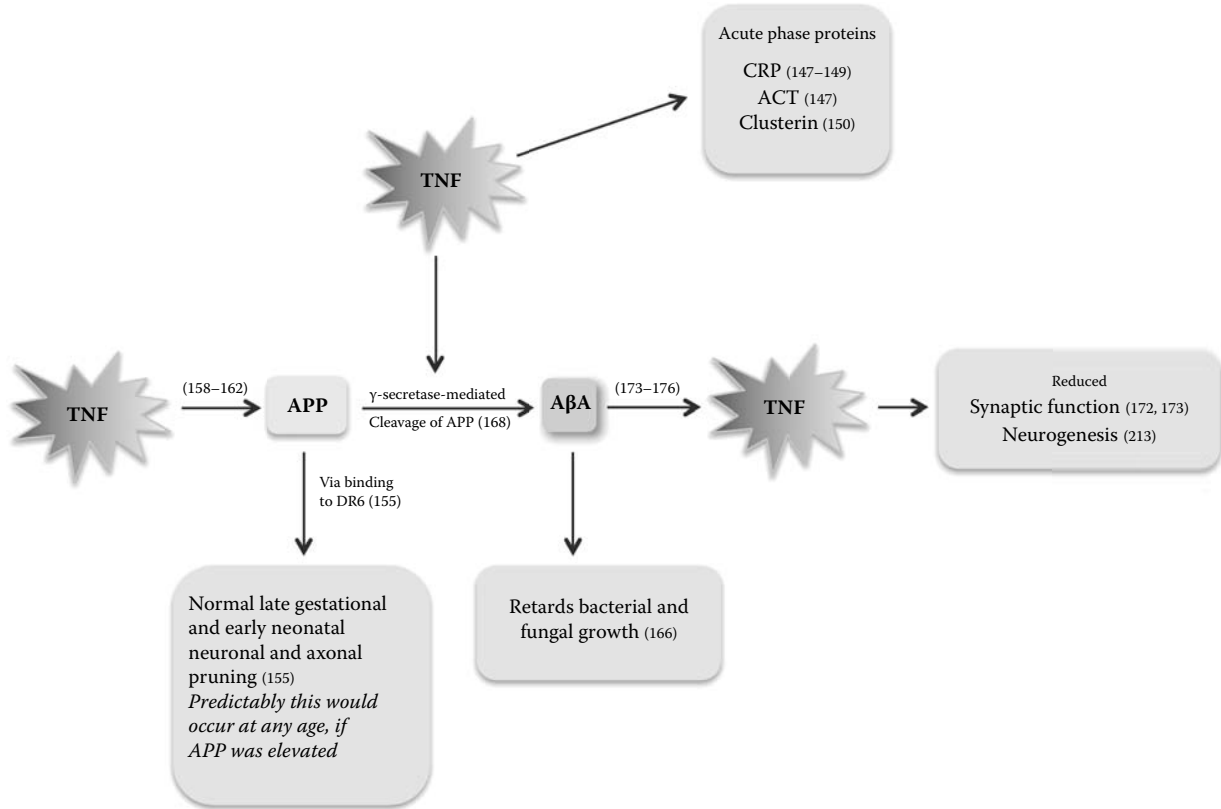 Acute phase proteins
CRP (147–149)
ACT (147)
Clusterin (150)
TNF
TNF
(158–162)
APP
γ-secretase-mediated
Cleavage of APP (168)
AβA
(173–176)
TNF
Reduced
Synaptic function (172, 173)
Neurogenesis (213)
Via binding
to DR6 (155)
Normal late gestational
and early neonatal
neuronal and axonal
pruning (155)
Predictably this would
occur at any age, if
APP was elevated
Retards bacterial and
fungal growth (166)